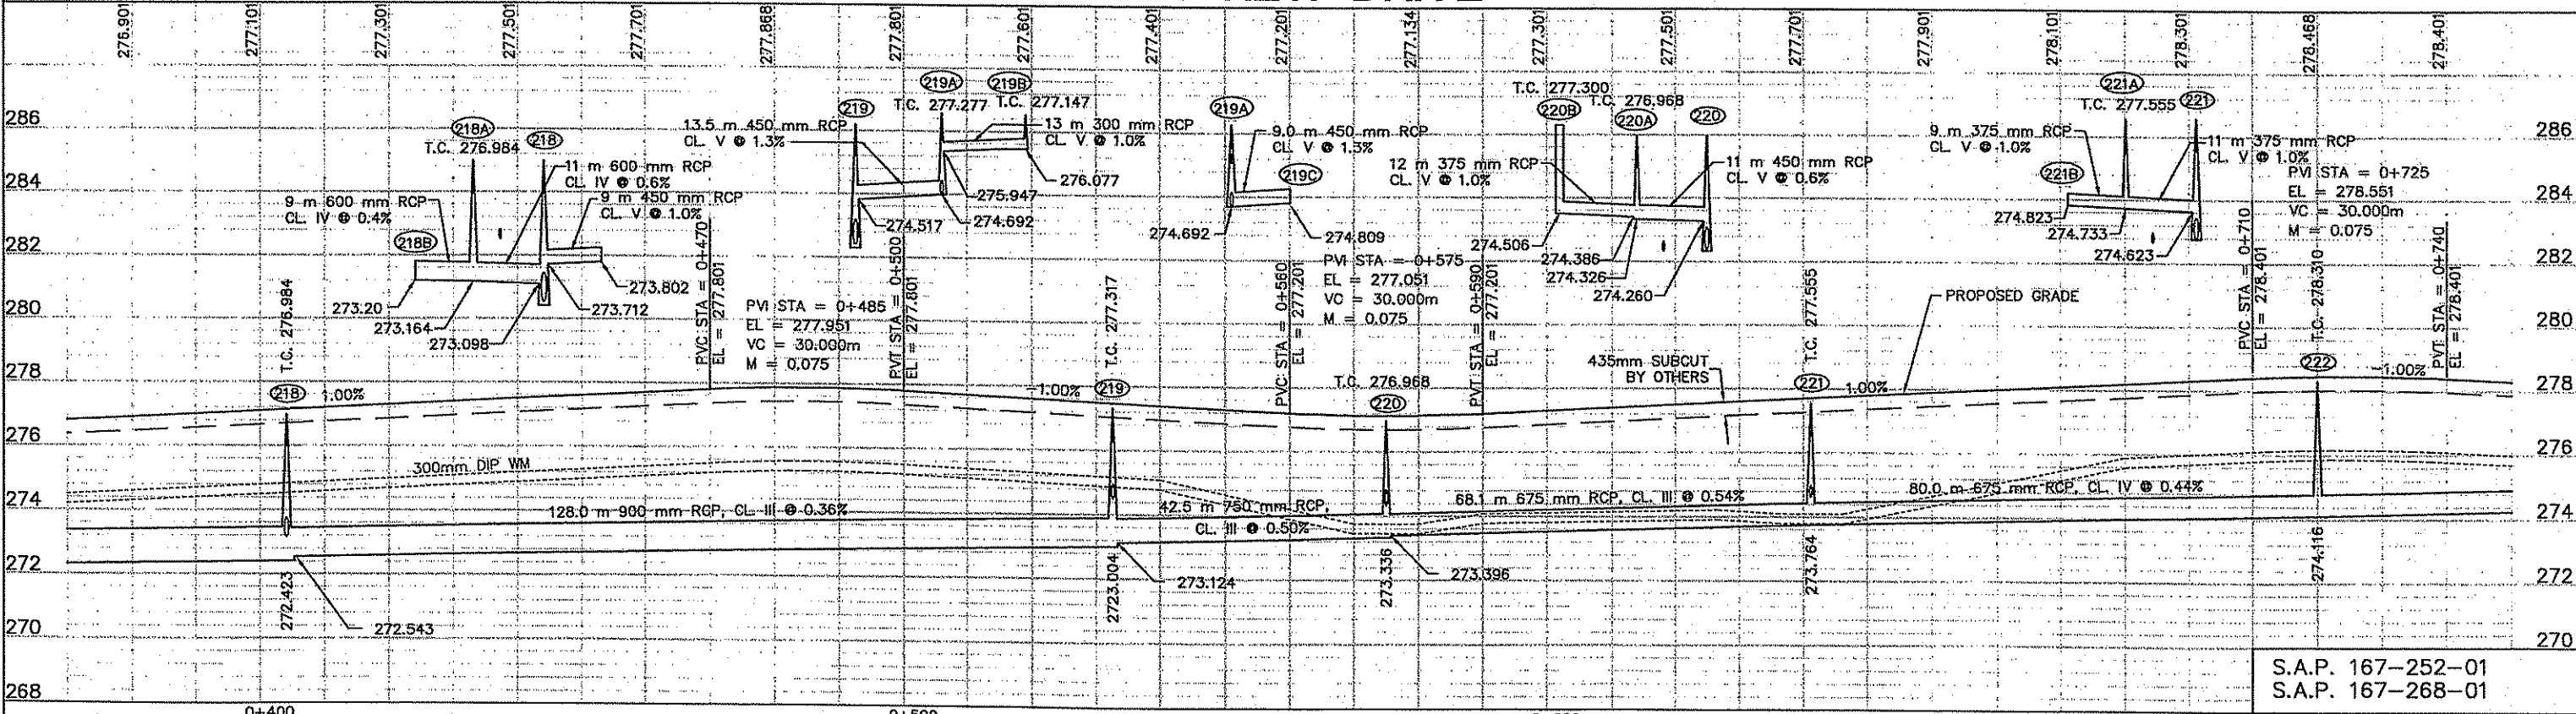 276.901
277.101
277.301
277.501
277.701
277.868
277.801
277.601
277.401
277.201
277.134
277.301
277.501
277.701
277.901
278.101
278.301
278.468
278.401
286
284
282
280
278
276
274
272
270
268
286
284
282
280
278
276
274
272
270
218A
T.C. 276.984
218
11 m 600 mm RCP
CL. IV @ 0.6%
9 m 600 mm RCP
CL. IV @ 0.4%
9 m 450 mm RCP
CL. V @ 1.0%
218B
273.20
273.164
273.098
273.712
273.802
219
13.5 m 450 mm RCP
CL. V @ 1.3%
219A
T.C. 277.277
219B
T.C. 277.147
13 m 300 mm RCP
CL. V @ 1.0%
276.077
275.947
274.692
274.517
219A
9.0 m 450 mm RCP
CL. V @ 1.3%
219C
274.692
274.809
T.C. 277.300
220B
T.C. 276.968
220A
220
12 m 375 mm RCP
CL. V @ 1.0%
11 m 450 mm RCP
CL. V @ 0.6%
274.506
274.386
274.326
274.260
221A
T.C. 277.555
221
9 m 375 mm RCP
CL. V @ 1.0%
11 m 375 mm RCP
CL. V @ 1.0%
221B
274.823
274.733
274.623
PVC STA = 0+470
EL = 277.801
PVI STA = 0+485
EL = 277.951
VC = 30.000m
M = 0.075
PVT STA = 0+500
EL = 277.801
PVC STA = 0+560
EL = 277.201
PVI STA = 0+575
EL = 277.051
VC = 30.000m
M = 0.075
PVT STA = 0+590
EL = 277.201
PVC STA = 0+710
EL = 278.401
PVI STA = 0+725
EL = 278.551
VC = 30.000m
M = 0.075
PVT STA = 0+740
EL = 278.401
T.C. 276.984
218
1.00%
T.C. 277.317
-1.00%
219
T.C. 276.968
220
435mm SUBCUT
BY OTHERS
T.C. 277.555
221
1.00%
PROPOSED GRADE
T.C. 278.310
222
-1.00%
300mm DIP WM
128.0 m 900 mm RCP, CL. III @ 0.36%
42.5 m 750 mm RCP,
CL. III @ 0.50%
68.1 m 675 mm RCP, CL. III @ 0.54%
80.0 m 675 mm RCP, CL. IV @ 0.44%
272.423
272.543
2723.004
273.124
273.336
273.396
273.764
274.116
S.A.P. 167-252-01
S.A.P. 167-268-01
0+400